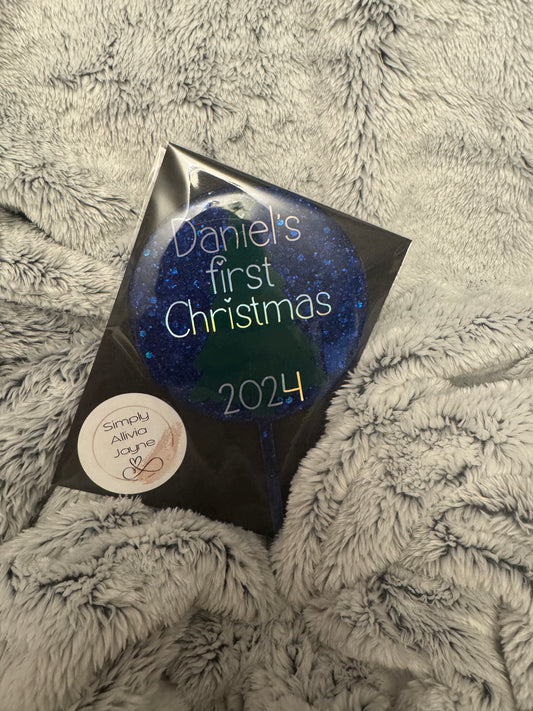 Daniel's
first
Christmas
2024
Simply
Allivia
Jayne